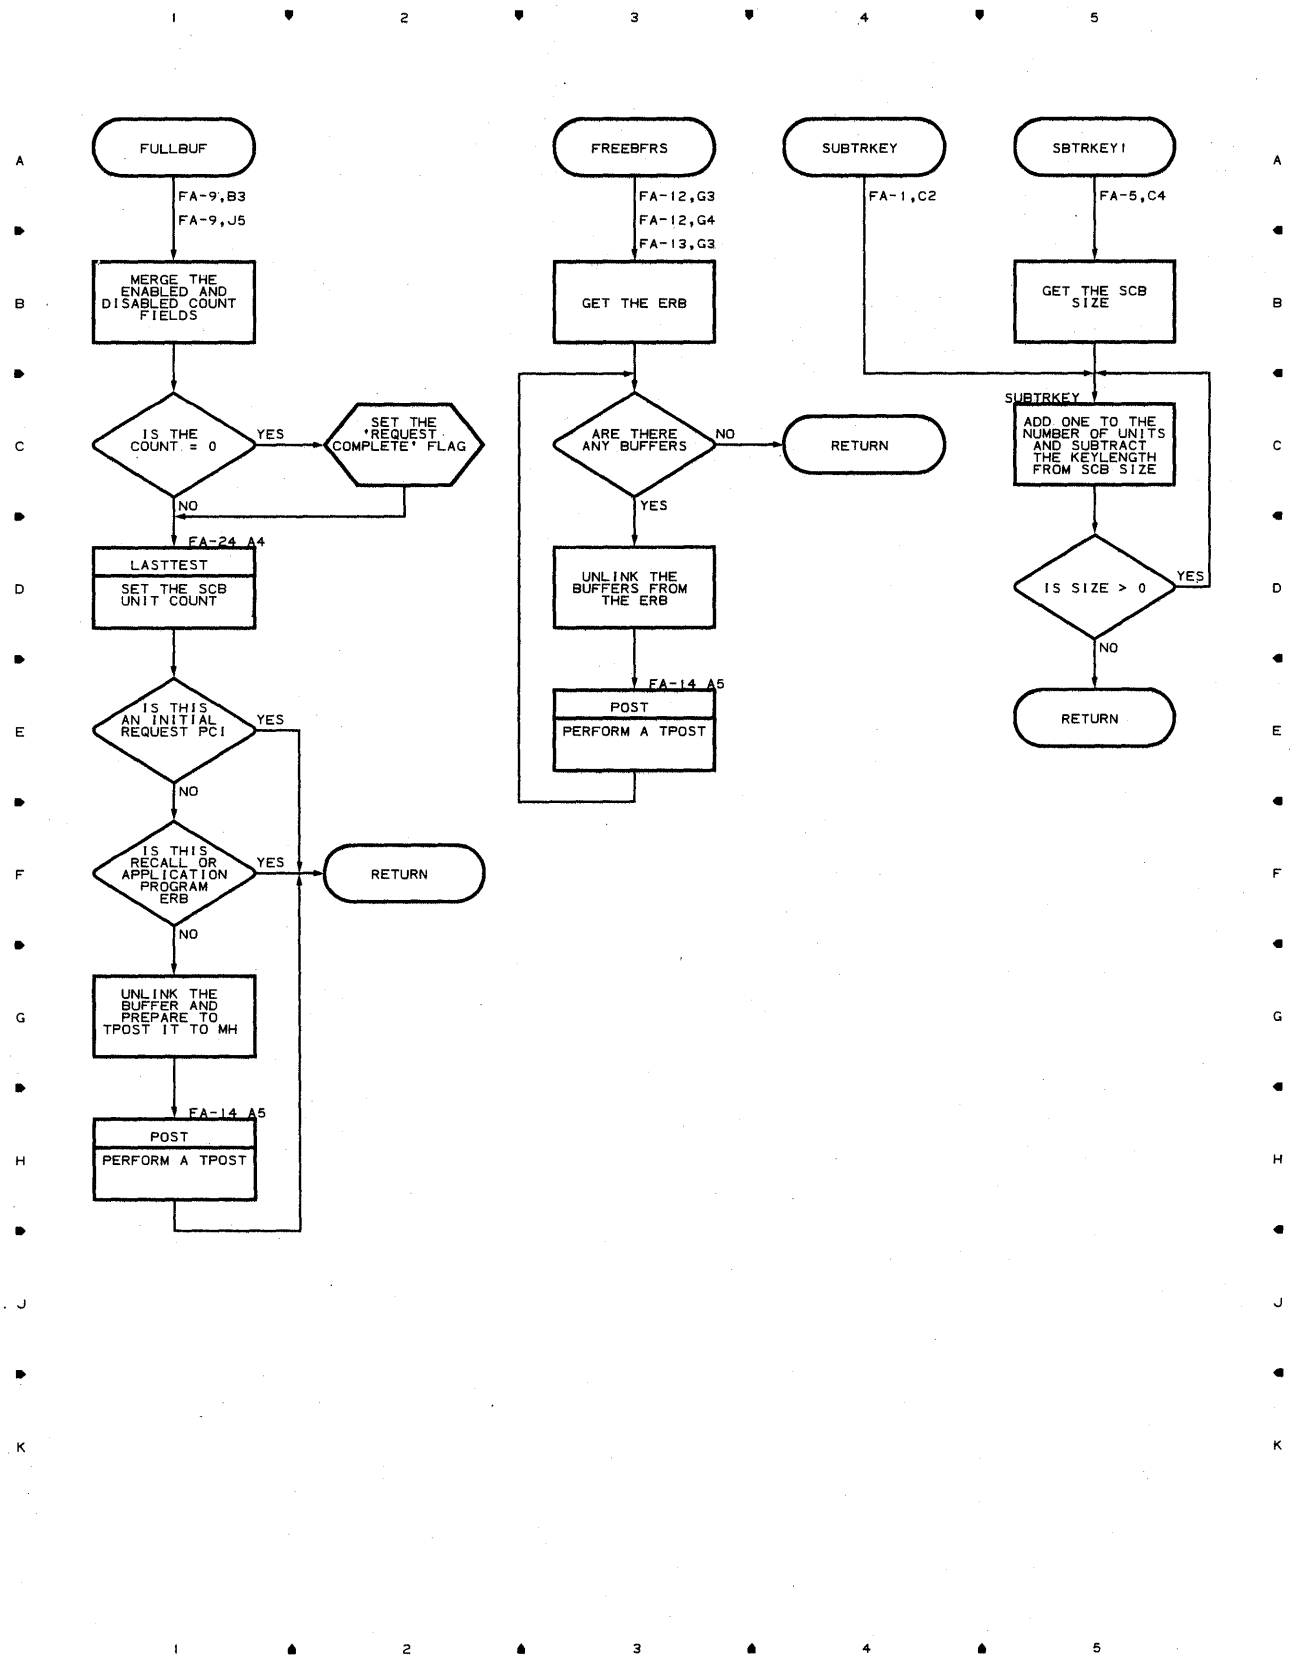 1 2 3 4 5
A
FULLBUF
FA-9,B3
FA-9,J5
B
MERGE THE
ENABLED AND
DISABLED COUNT
FIELDS
C
IS THE
COUNT = 0
YES
NO
SET THE
'REQUEST
COMPLETE' FLAG
D
FA-24 A4
LASTTEST
SET THE SCB
UNIT COUNT
E
IS THIS
AN INITIAL
REQUEST PCI
YES
NO
F
IS THIS
RECALL OR
APPLICATION
PROGRAM
ERB
YES
NO
RETURN
G
UNLINK THE
BUFFER AND
PREPARE TO
TPOST IT TO MH
H
FA-14 A5
POST
PERFORM A TPOST
J
K
FREEBFRS
FA-12,G3
FA-12,G4
FA-13,G3
GET THE ERB
ARE THERE
ANY BUFFERS
NO
YES
RETURN
UNLINK THE
BUFFERS FROM
THE ERB
FA-14 A5
POST
PERFORM A TPOST
SUBTRKEY
FA-1,C2
SBTRKEY1
FA-5,C4
GET THE SCB
SIZE
SUBTRKEY
ADD ONE TO THE
NUMBER OF UNITS
AND SUBTRACT
THE KEYLENGTH
FROM SCB SIZE
IS SIZE > 0
YES
NO
RETURN
A
B
C
D
E
F
G
H
J
K
1 2 3 4 5